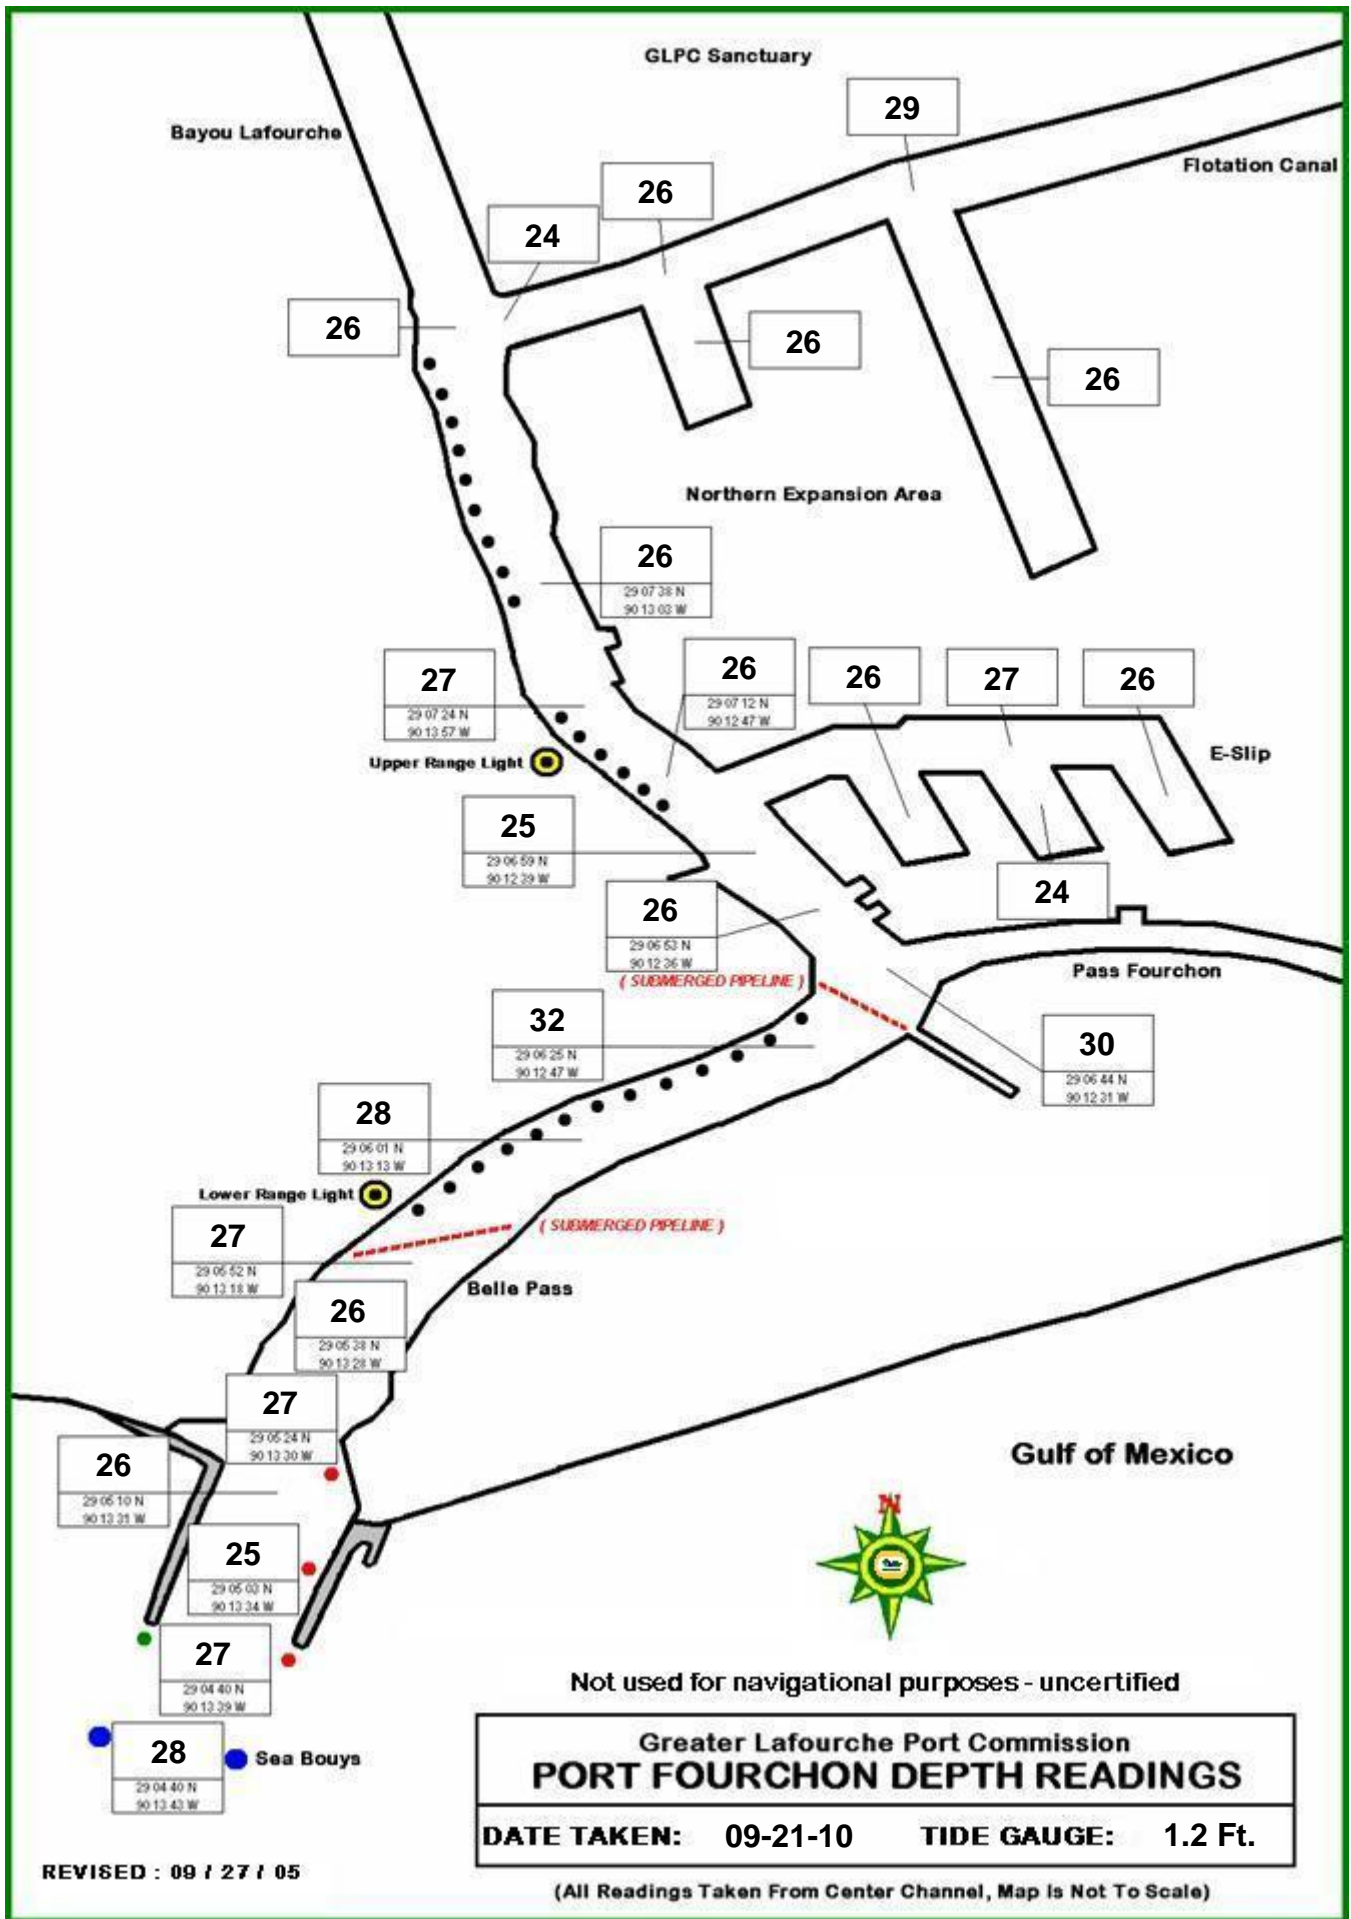 GLPC Sanctuary
29
Bayou Lafourche
Flotation Canal
26
24
26
26
26
Northern Expansion Area
26
29 07 38 N
90 13 03 W
27
29 07 24 N
90 13 57 W
26
29 07 12 N
90 12 47 W
26
27
26
Upper Range Light
E-Slip
25
29 06 59 N
90 12 39 W
24
26
29 06 53 N
90 12 36 W
Pass Fourchon
( SUBMERGED PIPELINE )
32
29 06 25 N
90 12 47 W
30
29 06 44 N
90 12 31 W
28
29 06 01 N
90 13 13 W
Lower Range Light
27
29 05 52 N
90 13 18 W
( SUBMERGED PIPELINE )
Belle Pass
26
29 05 38 N
90 13 28 W
27
29 05 24 N
90 13 30 W
26
29 05 10 N
90 13 31 W
Gulf of Mexico
N
25
29 05 03 N
90 13 34 W
27
29 04 40 N
90 13 39 W
28
29 04 40 N
90 13 43 W
Sea Bouys
Not used for navigational purposes - uncertified
Greater Lafourche Port Commission
PORT FOURCHON DEPTH READINGS
DATE TAKEN: 09-21-10 TIDE GAUGE: 1.2 Ft.
REVISED : 09 / 27 / 05
(All Readings Taken From Center Channel, Map Is Not To Scale)